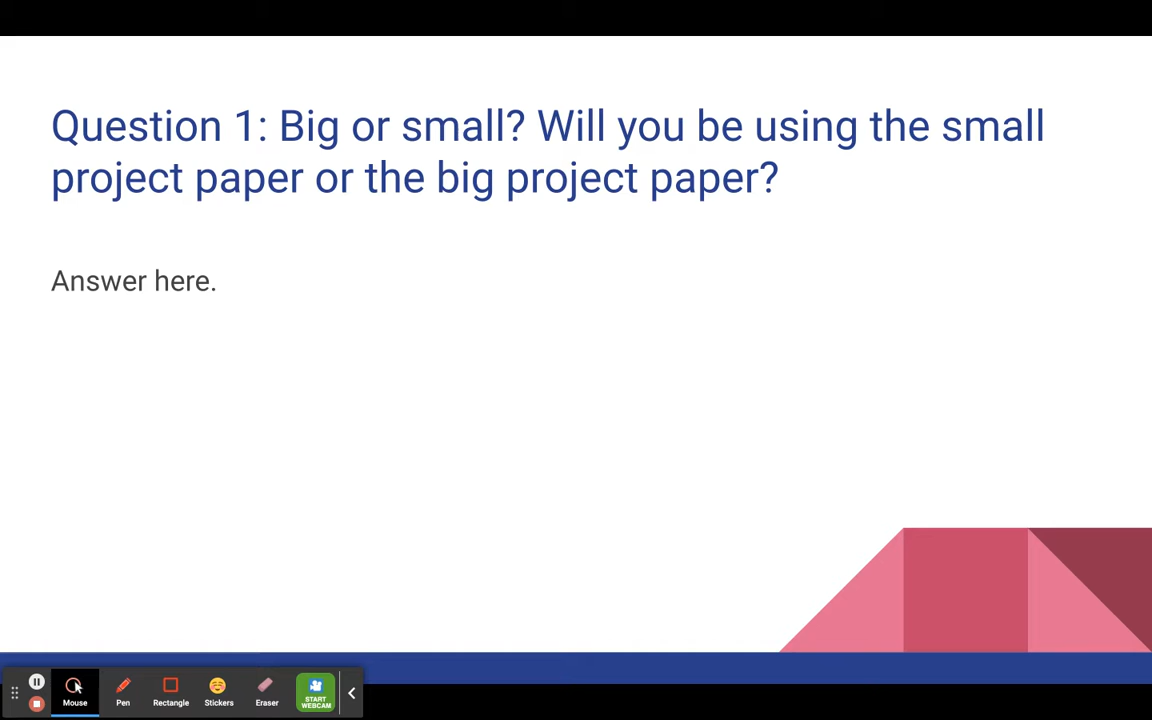 Question 1: Big or small? Will you be using the small
project paper or the big project paper?
Answer here.
Mouse
Pen
Rectangle
Stickers
Eraser
START
WEBCAM